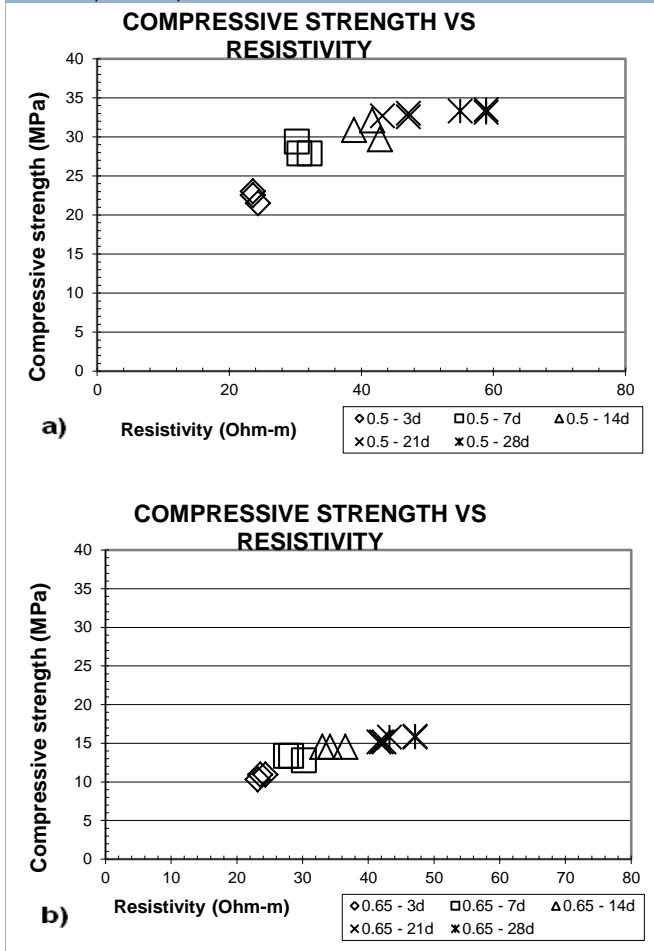 COMPRESSIVE STRENGTH VS
RESISTIVITY
Compressive strength (MPa)
40
35
30
25
20
15
10
5
0
0 20 40 60 80
a)
Resistivity (Ohm-m)
0.5 - 3d 0.5 - 7d 0.5 - 14d
0.5 - 21d 0.5 - 28d
COMPRESSIVE STRENGTH VS
RESISTIVITY
Compressive strength (MPa)
40
35
30
25
20
15
10
5
0
0 10 20 30 40 50 60 70 80
b)
Resistivity (Ohm-m)
0.65 - 3d 0.65 - 7d 0.65 - 14d
0.65 - 21d 0.65 - 28d